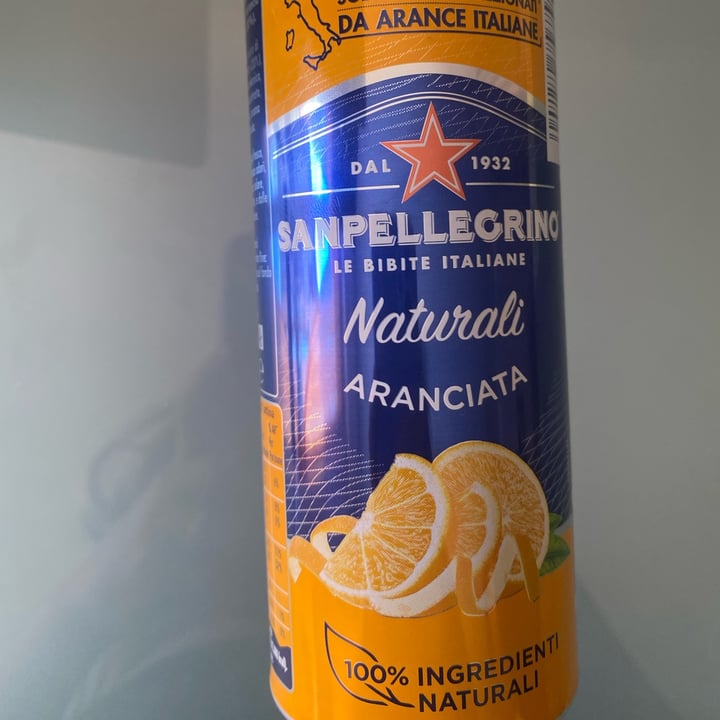 DA ARANCE ITALIANE
DAL 1932
SANPELLEGRINO
LE BIBITE ITALIANE
Naturali
ARANCIATA
100% INGREDIENTI
NATURALI